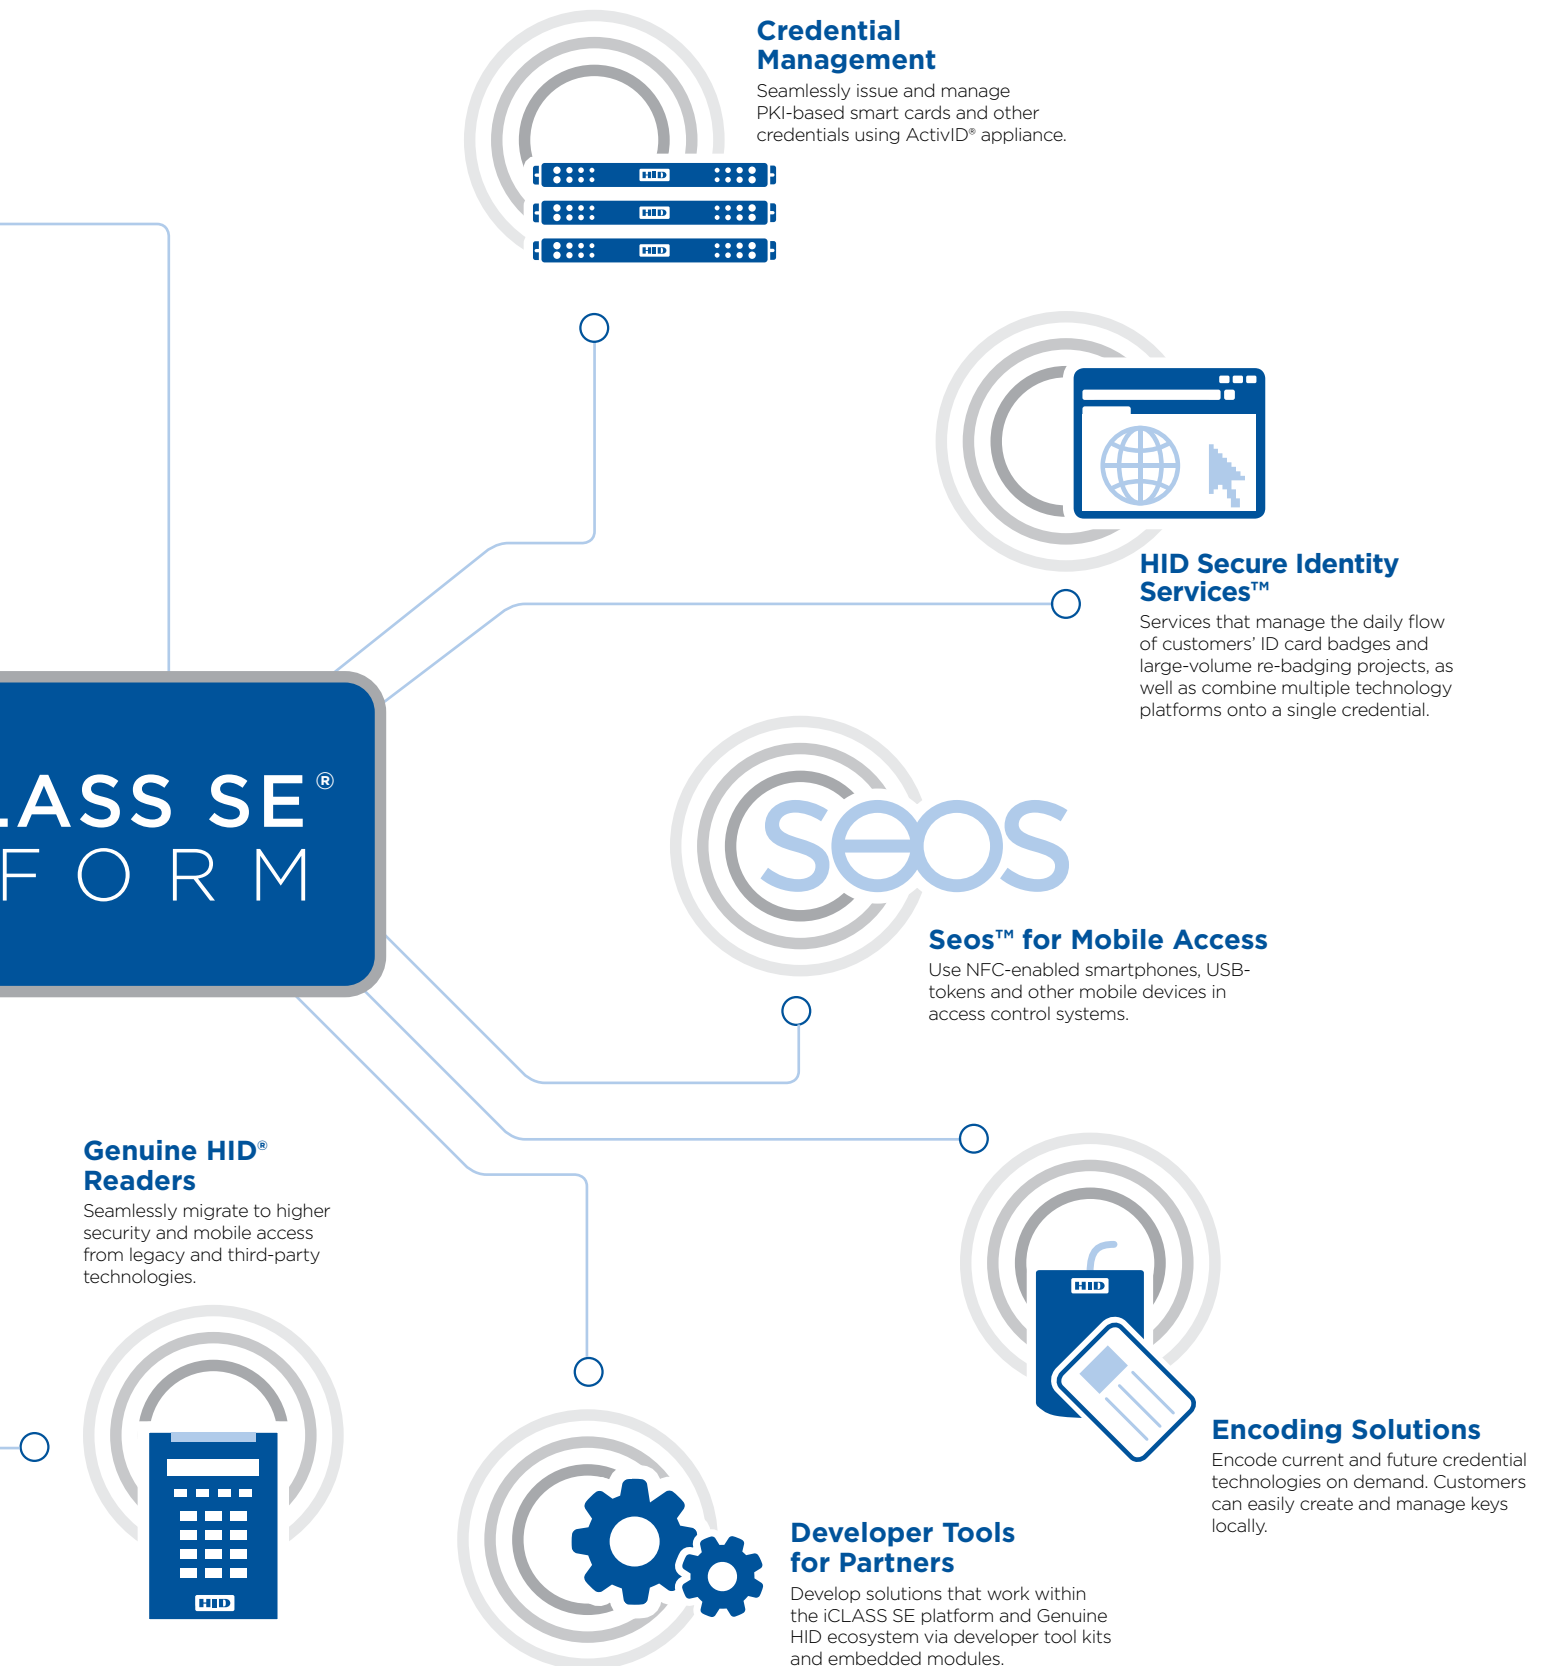 Credential
Management
Seamlessly issue and manage
PKI-based smart cards and other
credentials using ActivID® appliance.
HID
HID
HID
HID Secure Identity
Services™
Services that manage the daily flow
of customers’ ID card badges and
large-volume re-badging projects, as
well as combine multiple technology
platforms onto a single credential.
LASS SE®
FORM
seos
Seos™ for Mobile Access
Use NFC-enabled smartphones, USB-
tokens and other mobile devices in
access control systems.
Genuine HID®
Readers
Seamlessly migrate to higher
security and mobile access
from legacy and third-party
technologies.
HID
HID
Encoding Solutions
Encode current and future credential
technologies on demand. Customers
can easily create and manage keys
locally.
Developer Tools
for Partners
Develop solutions that work within
the iCLASS SE platform and Genuine
HID ecosystem via developer tool kits
and embedded modules.